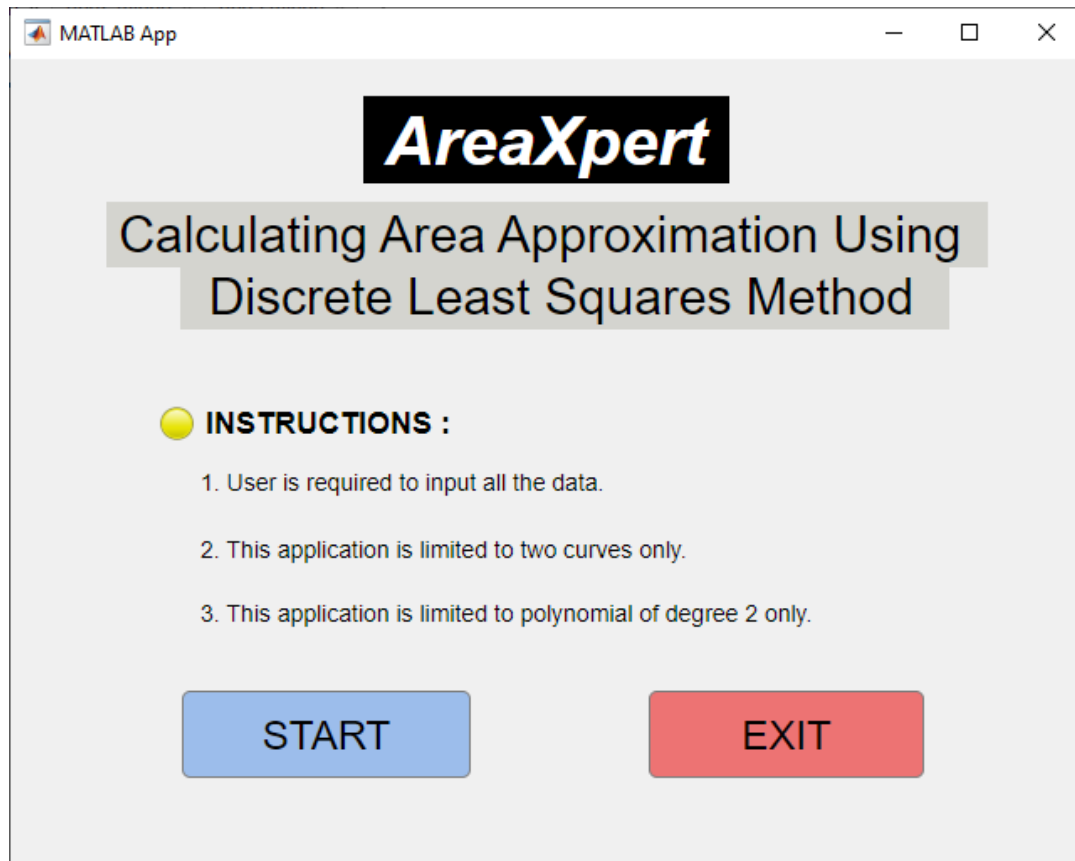 MATLAB App
AreaXpert
Calculating Area Approximation Using
Discrete Least Squares Method
INSTRUCTIONS :
1. User is required to input all the data.
2. This application is limited to two curves only.
3. This application is limited to polynomial of degree 2 only.
START
EXIT